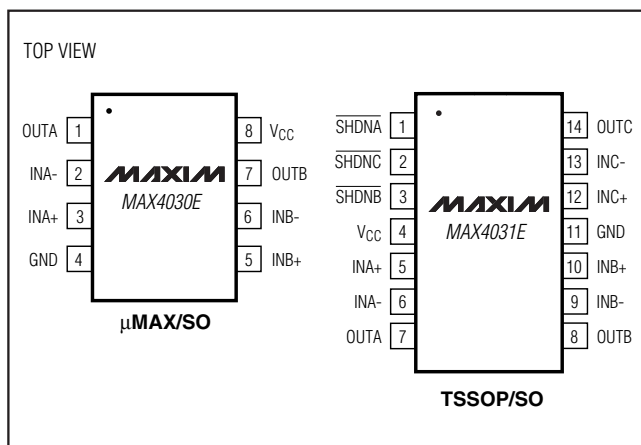 TOP VIEW
OUTA 1
INA- 2
INA+ 3
GND 4
8 VCC
7 OUTB
6 INB-
5 INB+
MAXIM
MAX4030E
µMAX/SO
SHDNA 1
SHDNC 2
SHDNB 3
VCC 4
INA+ 5
INA- 6
OUTA 7
14 OUTC
13 INC-
12 INC+
11 GND
10 INB+
9 INB-
8 OUTB
MAXIM
MAX4031E
TSSOP/SO